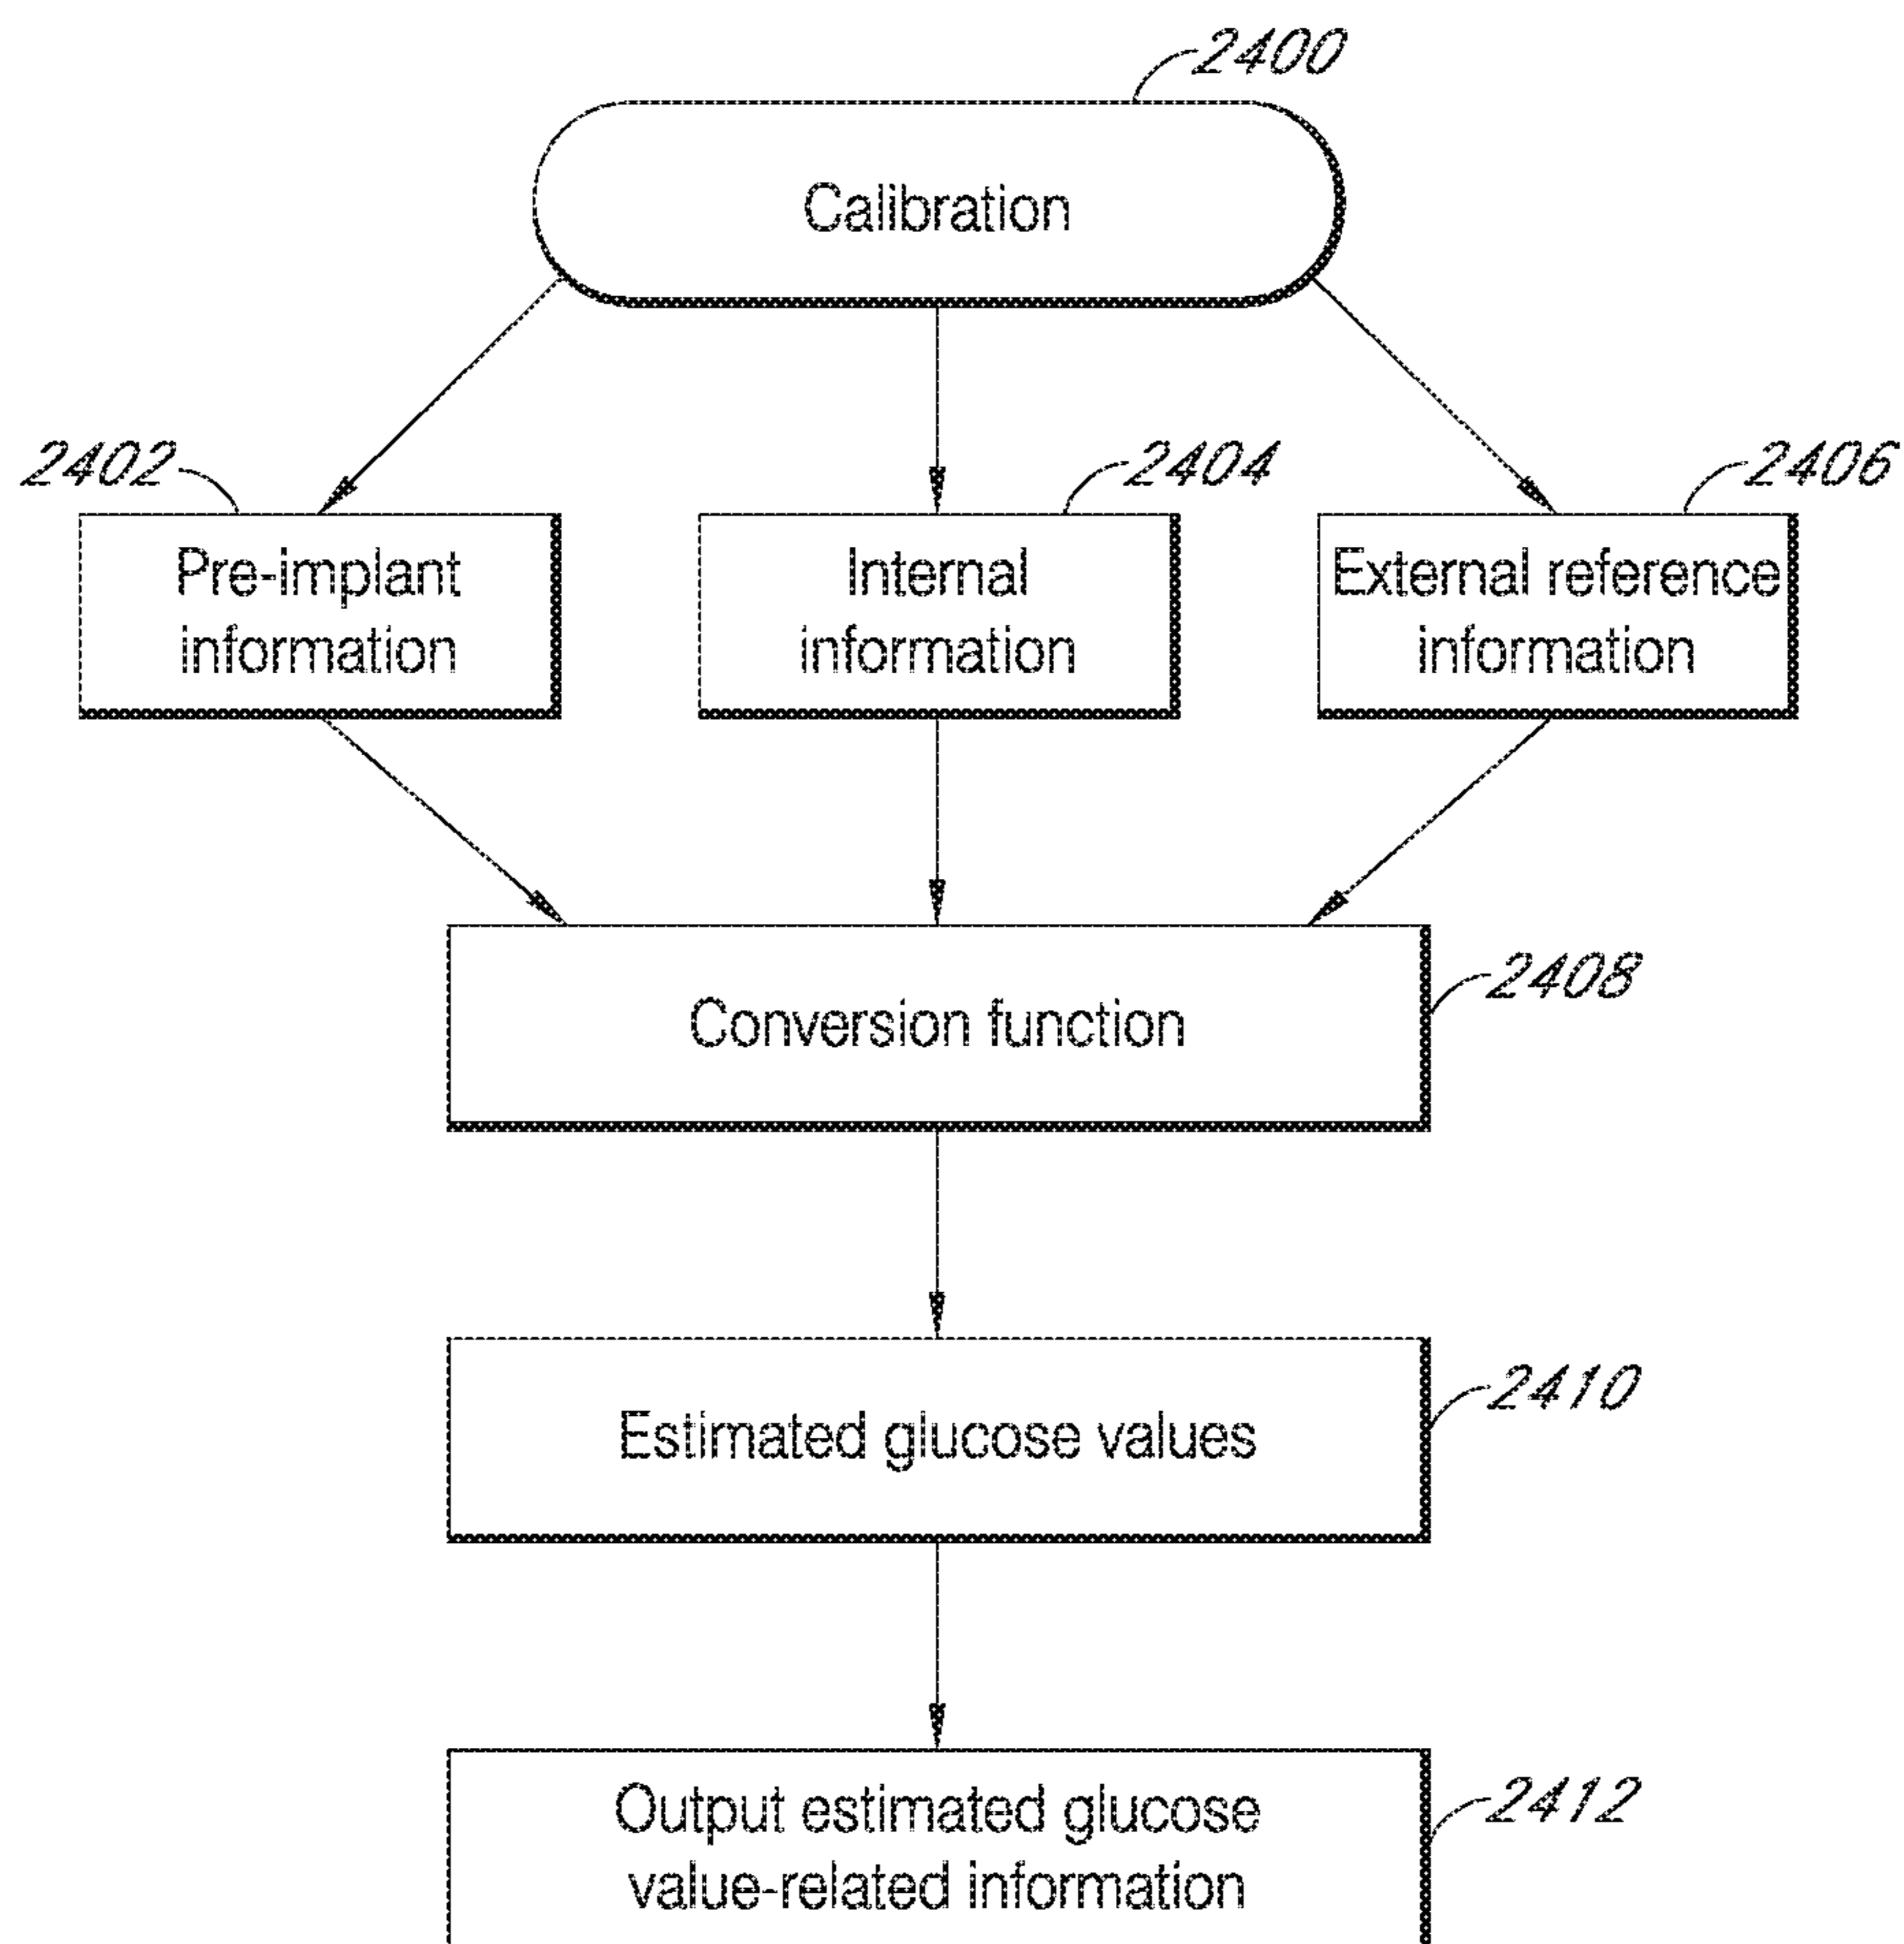 2400
Calibration
2402
2404
2406
Pre-implant
information
Internal
information
External reference
information
Conversion function
2408
Estimated glucose values
2410
Output estimated glucose
value-related information
2412